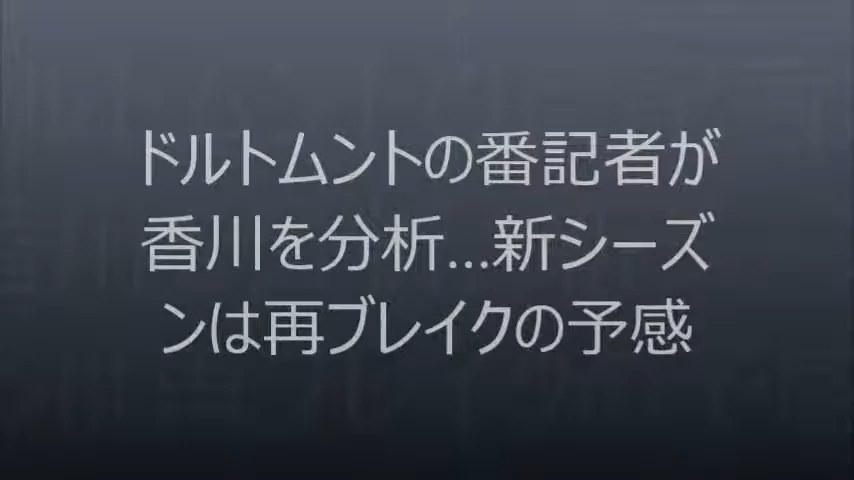 ドルトムントの番記者が
香川を分析…新シーズ
ンは再ブレイクの予感